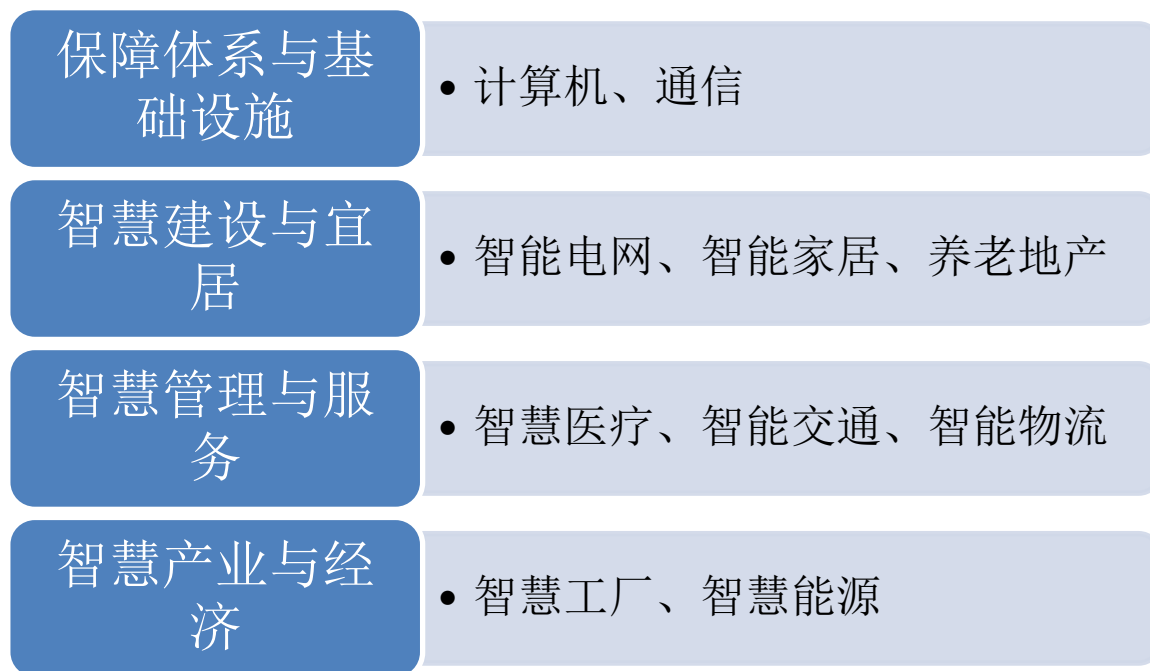 保障体系与基
础设施
• 计算机、通信
智慧建设与宜
居
• 智能电网、智能家居、养老地产
智慧管理与服
务
• 智慧医疗、智能交通、智能物流
智慧产业与经
济
• 智慧工厂、智慧能源